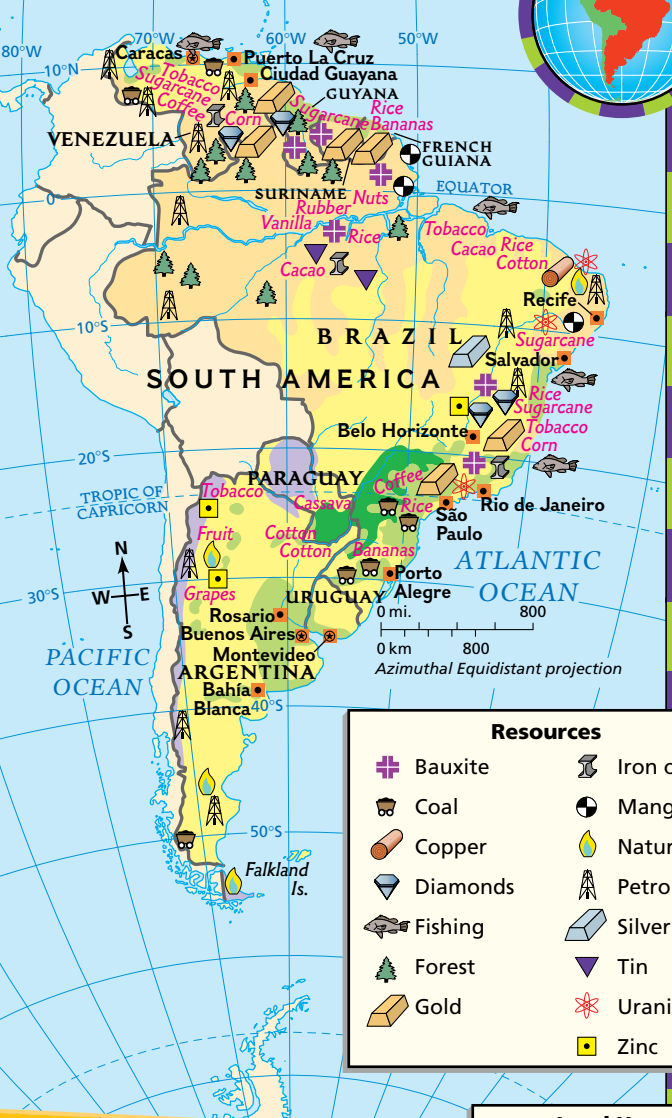 80°W
70°W
60°W
50°W
10°N
Caracas
Puerto La Cruz
Ciudad Guayana
Tobacco
Sugarcane
Coffee
Corn
GUYANA
Sugarcane
Rice
Bananas
VENEZUELA
FRENCH
GUIANA
SURINAME
EQUATOR
0°
Nuts
Rubber
Vanilla
Rice
Tobacco
Cacao
Rice
Cotton
Cacao
Recife
10°S
BRAZIL
Sugarcane
Salvador
SOUTH AMERICA
Rice
Sugarcane
Belo Horizonte
Tobacco
Corn
20°S
PARAGUAY
TROPIC OF
CAPRICORN
Tobacco
Cassava
Coffee
Rice
Rio de Janeiro
São
Paulo
Fruit
Cotton
Cotton
Bananas
ATLANTIC
OCEAN
N
W
E
S
30°S
Grapes
Porto
Alegre
URUGUAY
Rosario
Buenos Aires
Montevideo
0 mi.
800
0 km
800
Azimuthal Equidistant projection
PACIFIC
OCEAN
ARGENTINA
Bahía
Blanca
40°S
50°S
Falkland
Is.
Resources
Bauxite
Iron
Coal
Mang
Copper
Natur
Diamonds
Petro
Fishing
Silver
Forest
Tin
Gold
Urani
Zinc